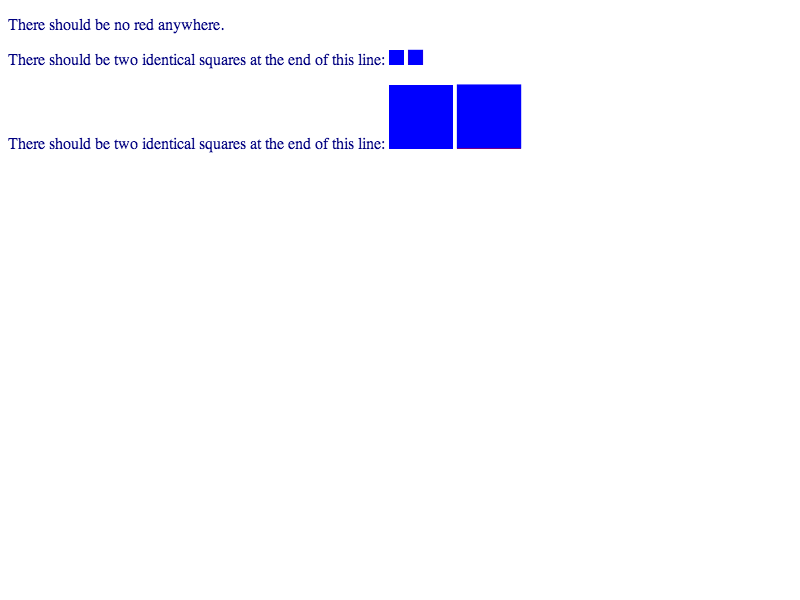 There should be no red anywhere.
There should be two identical squares at the end of this line:
There should be two identical squares at the end of this line: